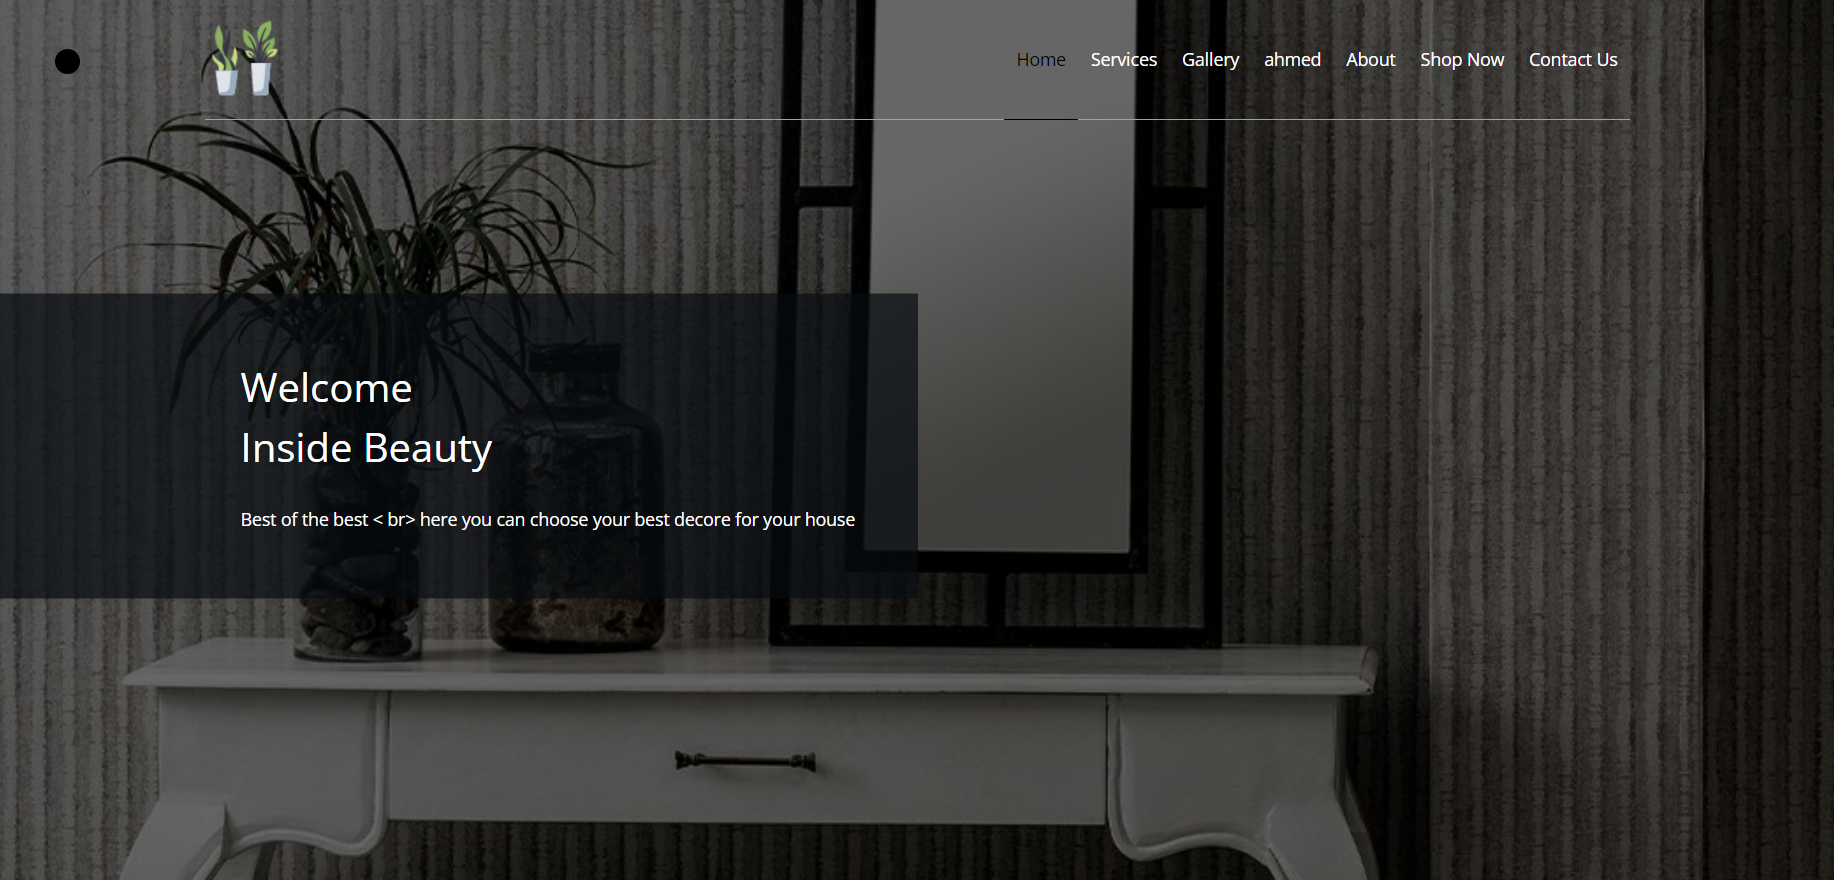 Home Services Gallery ahmed About Shop Now Contact Us
Welcome
Inside Beauty
Best of the best < br> here you can choose your best decore for your house